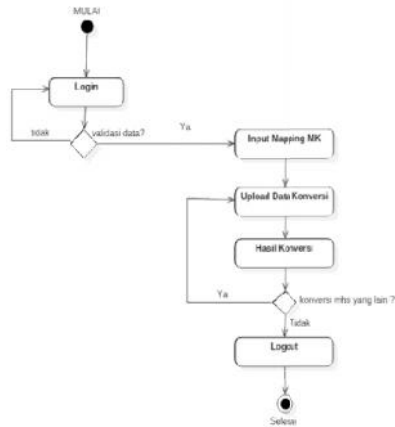 MULAI
Login
tidak
validasi data?
Ya
Input Mapping MK
Upload Data Konversi
Hasil Konversi
Ya
konversi mhs yang lain ?
Tidak
Logout
Selesai